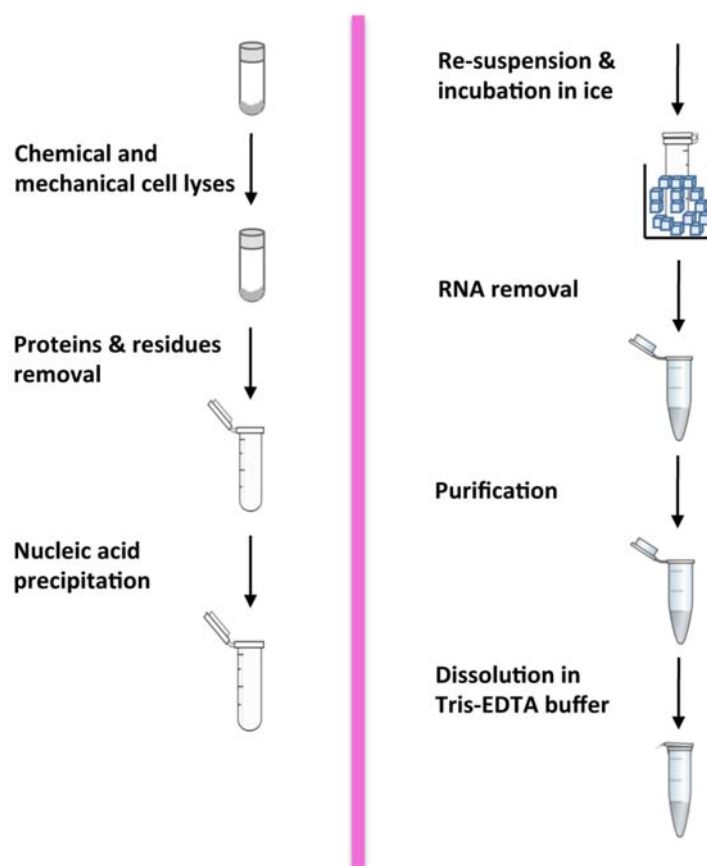 Chemical and
mechanical cell lyses
Proteins & residues
removal
Nucleic acid
precipitation
Re-suspension &
incubation in ice
RNA removal
Purification
Dissolution in
Tris-EDTA buffer